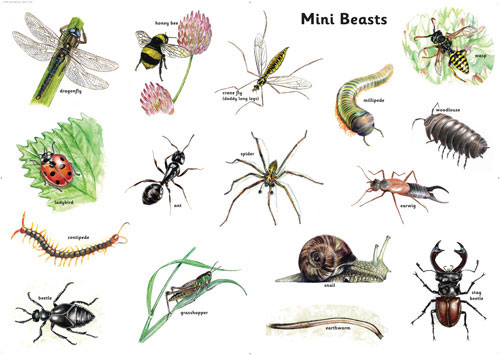 Mini Beasts
dragonfly
honey bee
crane fly
(daddy long legs)
millipede
wasp
woodlouse
ladybird
ant
spider
earwig
centipede
beetle
grasshopper
snail
earthworm
stag
beetle